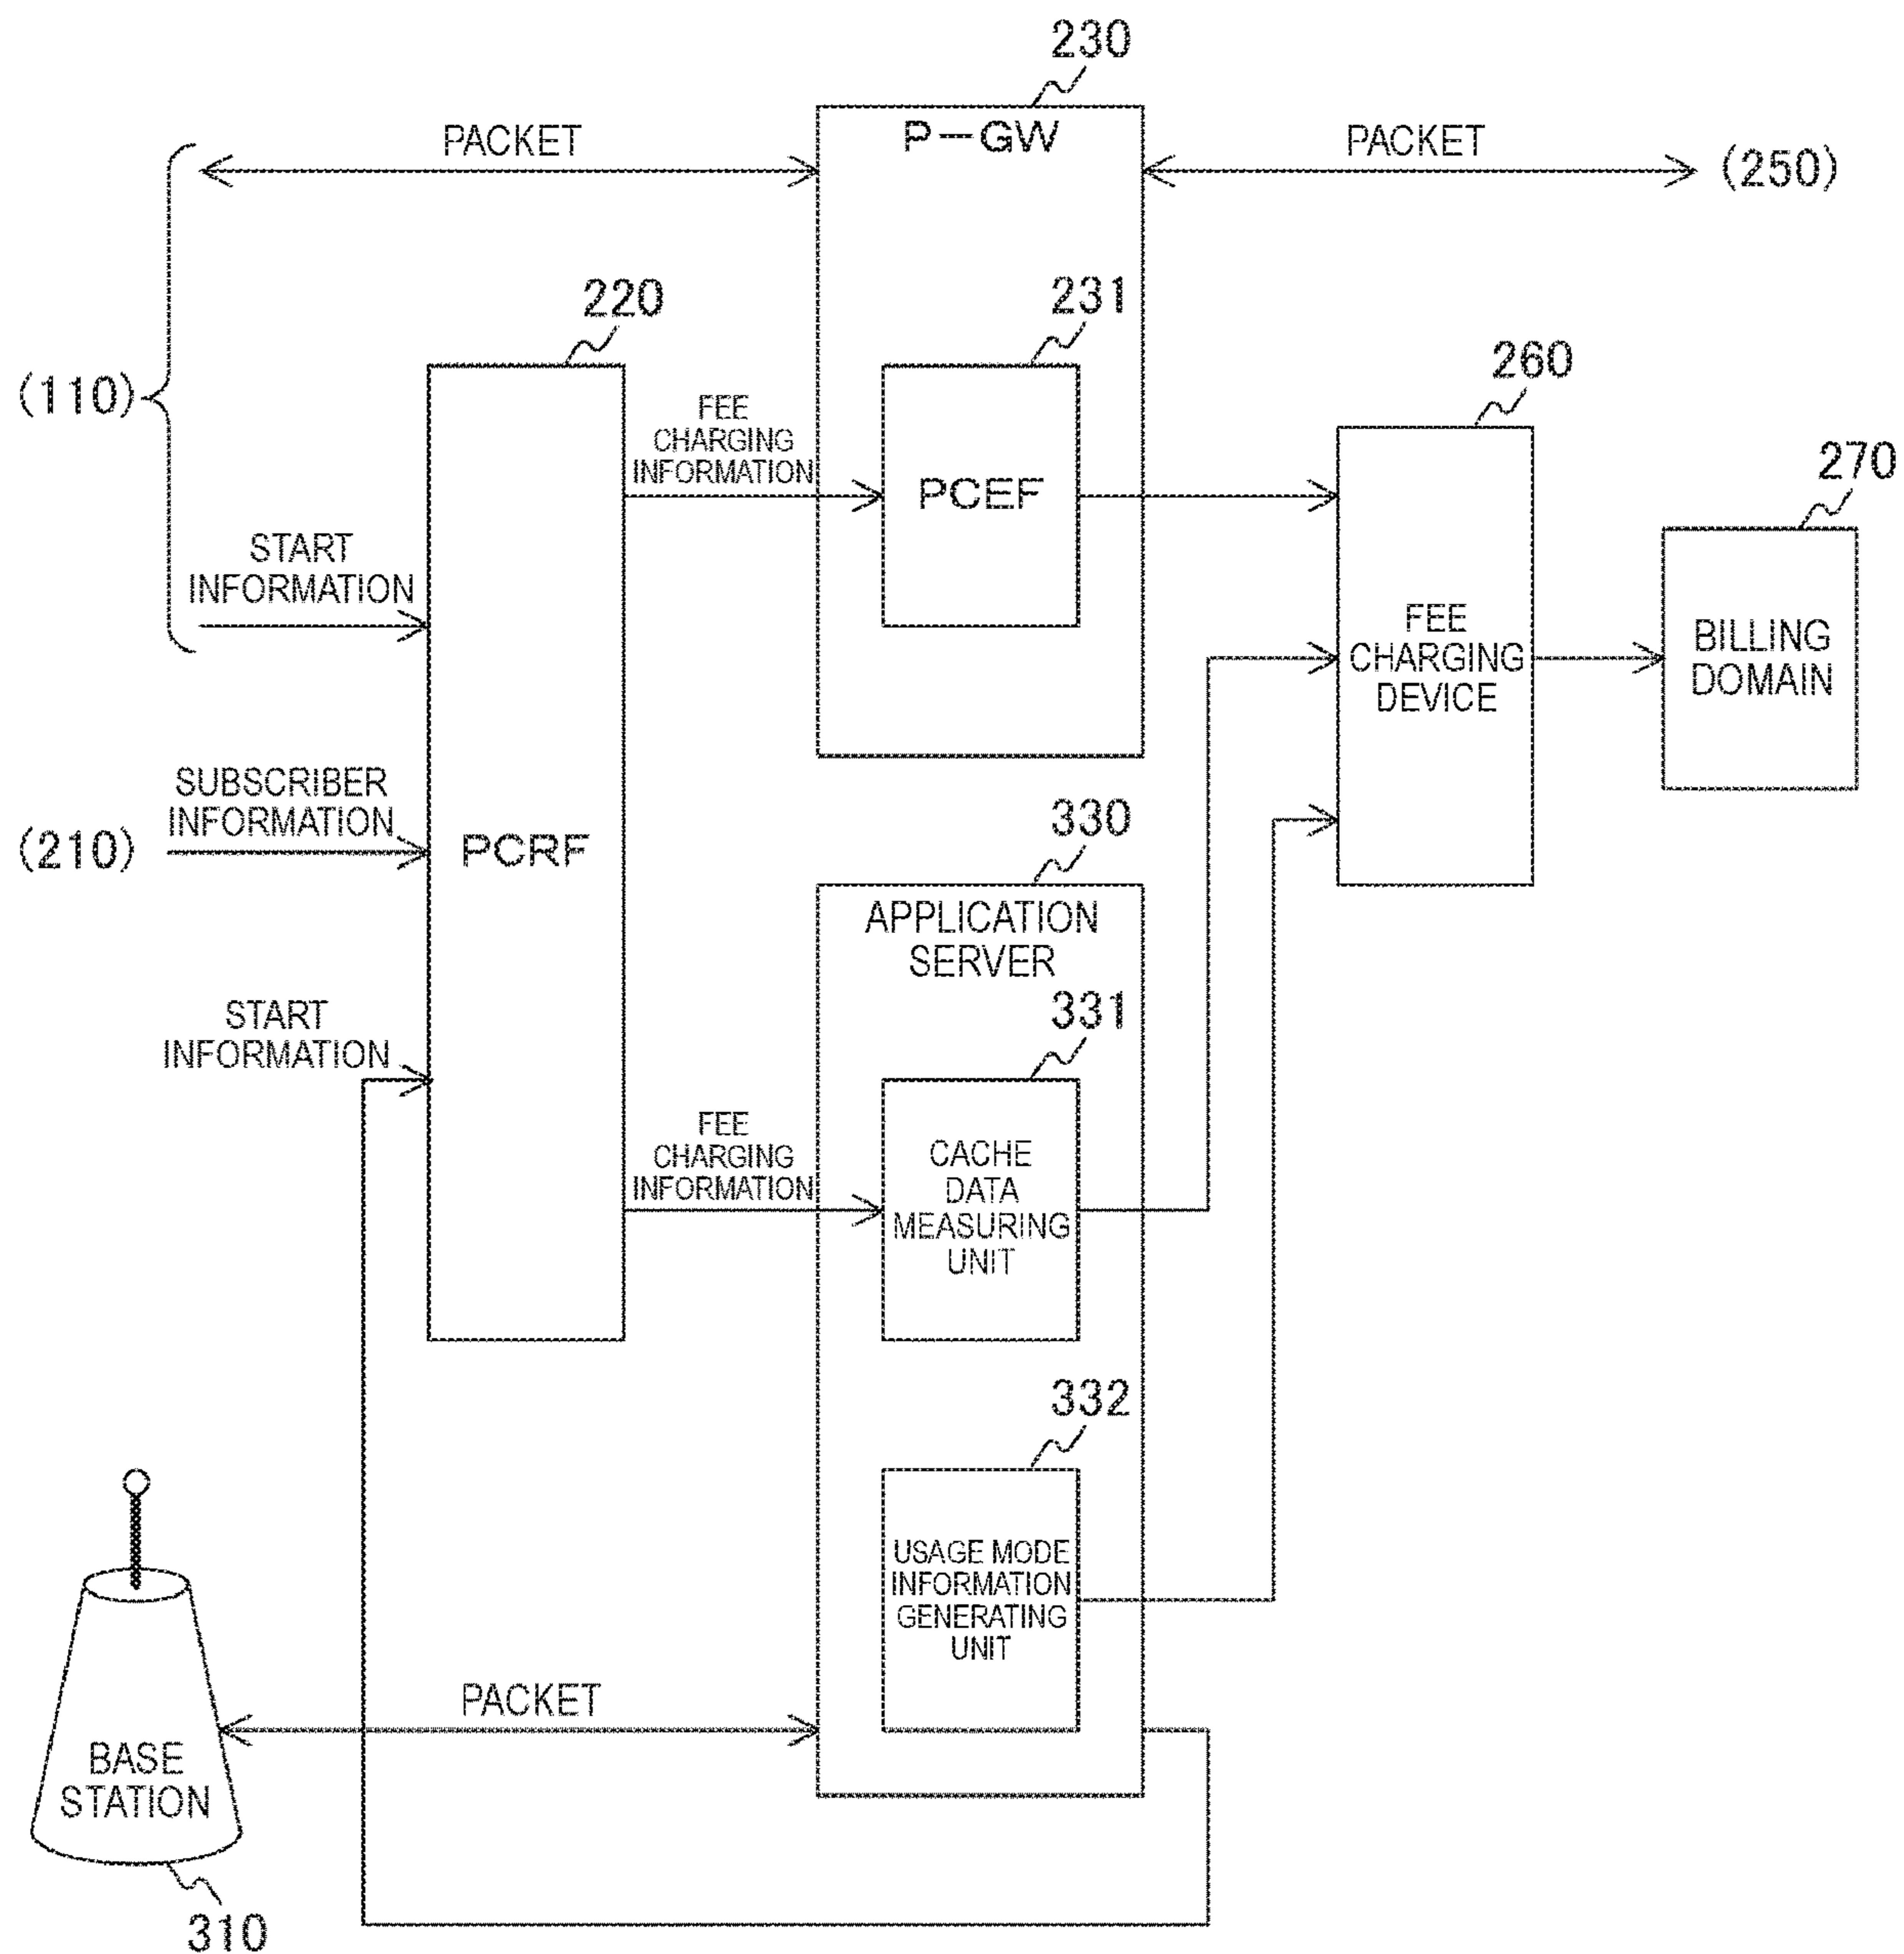 230
P-GW
PACKET
PACKET
(250)
220
231
(110)
260
FEE
CHARGING
INFORMATION
PCEF
270
START
INFORMATION
FEE
CHARGING
DEVICE
BILLING
DOMAIN
SUBSCRIBER
INFORMATION
(210)
PCRF
330
APPLICATION
SERVER
331
START
INFORMATION
FEE
CHARGING
INFORMATION
CACHE
DATA
MEASURING
UNIT
332
USAGE MODE
INFORMATION
GENERATING
UNIT
PACKET
BASE
STATION
310